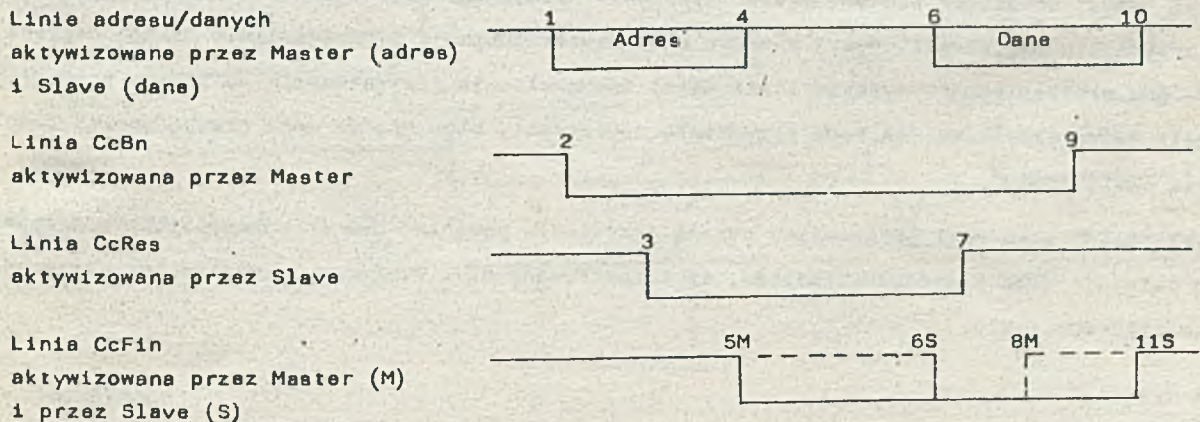 Linie adresu/danych
aktywizowane przez Master (adres)
i Slave (dane)
1 4 6 10
Adres Dane
Linia CcBn
aktywizowana przez Master
2 9
Linia CcRes
aktywizowana przez Slave
3 7
Linia CcFin
aktywizowana przez Master (M)
i przez Slave (S)
5M 6S 8M 11S